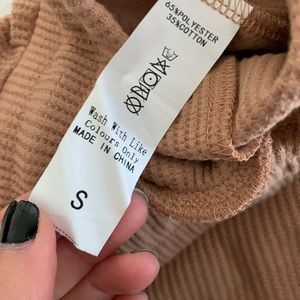 65%POLYESTER
35%COTTON
Wash With Like
Colours Only
MADE IN CHINA
S